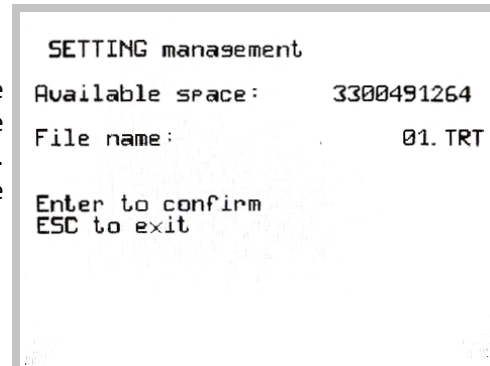 SETTING management
Available space: 3300491264
File name: 01. TRT
Enter to confirm
ESC to exit